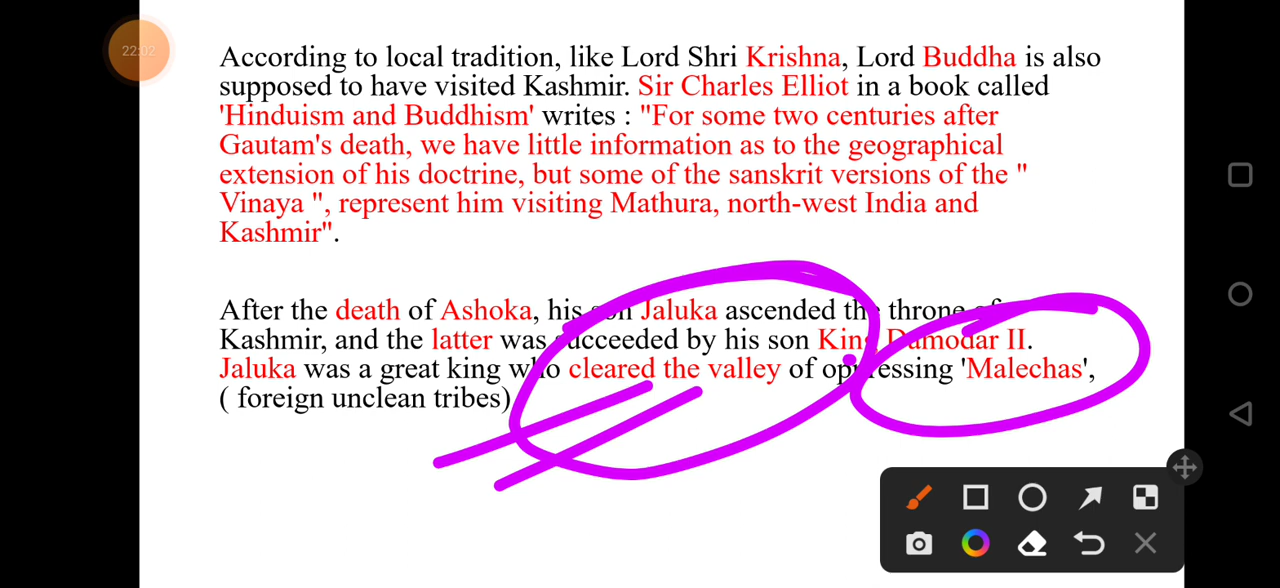 22:02
According to local tradition, like Lord Shri Krishna, Lord Buddha is also
supposed to have visited Kashmir. Sir Charles Elliot in a book called
'Hinduism and Buddhism' writes : "For some two centuries after
Gautam's death, we have little information as to the geographical
extension of his doctrine, but some of the sanskrit versions of the "
Vinaya ", represent him visiting Mathura, north-west India and
Kashmir".
After the death of Ashoka, his son Jaluka ascended the throne of
Kashmir, and the latter was succeeded by his son King Damodar II.
Jaluka was a great king who cleared the valley of oppressing 'Malechas',
( foreign unclean tribes)